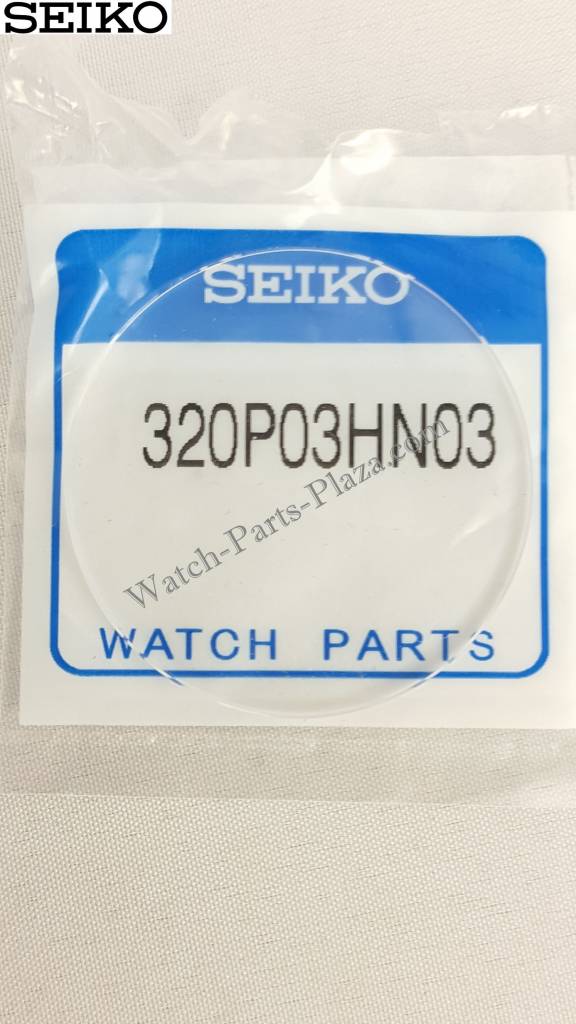 SEIKO
SEIKO
320P03HN03
Watch-Parts-Plaza.com
WATCH PARTS